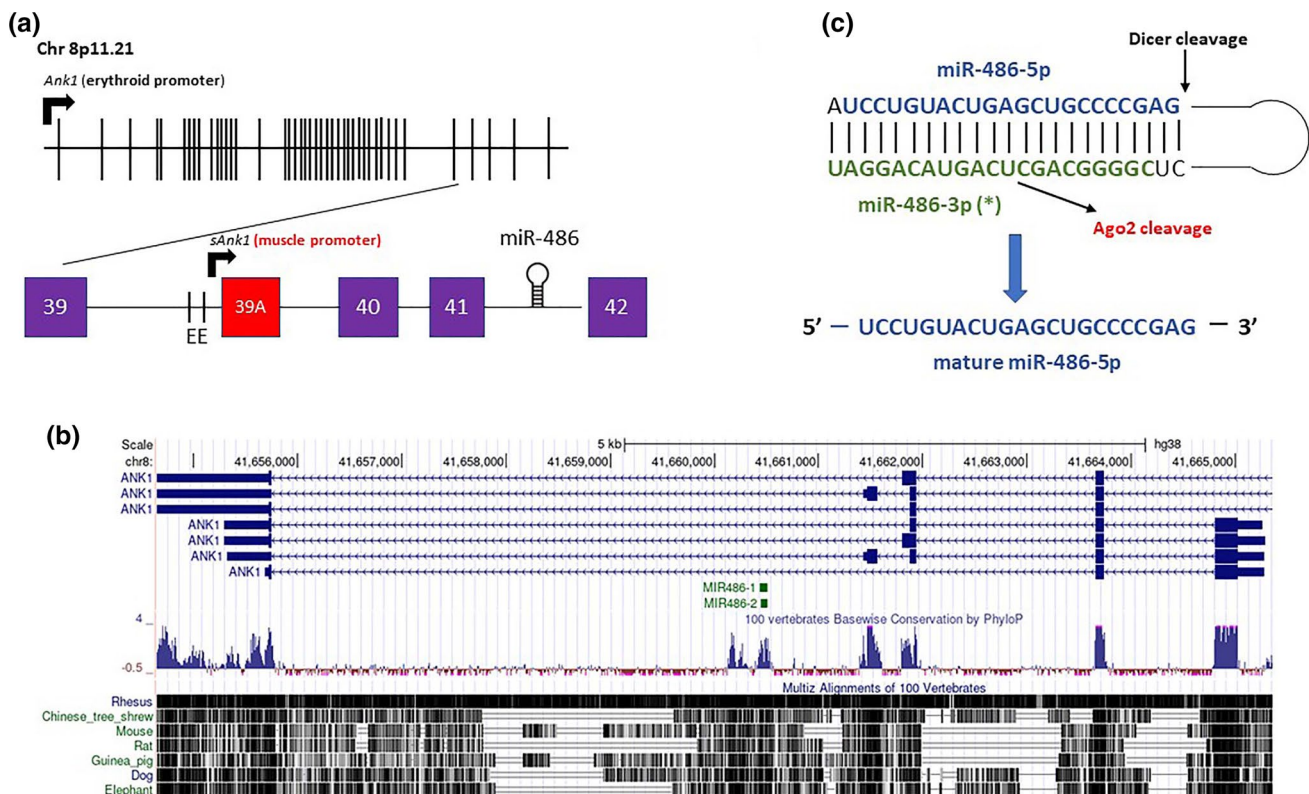 (a)
Chr 8p11.21
Ank1 (erythroid promoter)
sAnk1 (muscle promoter)
miR-486
39
EE
39A
40
41
42
(c)
Dicer cleavage
miR-486-5p
AUCCUGUACUGAGCUGCCCCGAG
UAGGACAUGACUCGACGGGGCUC
miR-486-3p (*)
Ago2 cleavage
5’ – UCCUGUACUGAGCUGCCCCGAG – 3’
mature miR-486-5p
(b)
Scale 5 kb hg38
chr8: 41,656,000 41,657,000 41,658,000 41,659,000 41,660,000 41,661,000 41,662,000 41,663,000 41,664,000 41,665,000
ANK1
ANK1
ANK1
ANK1
ANK1
ANK1
ANK1
MIR486-1
MIR486-2
100 vertebrates Basewise Conservation by PhyloP
4
-0.5
Multiz Alignments of 100 Vertebrates
Rhesus
Chinese_tree_shrew
Mouse
Rat
Guinea_pig
Dog
Elephant